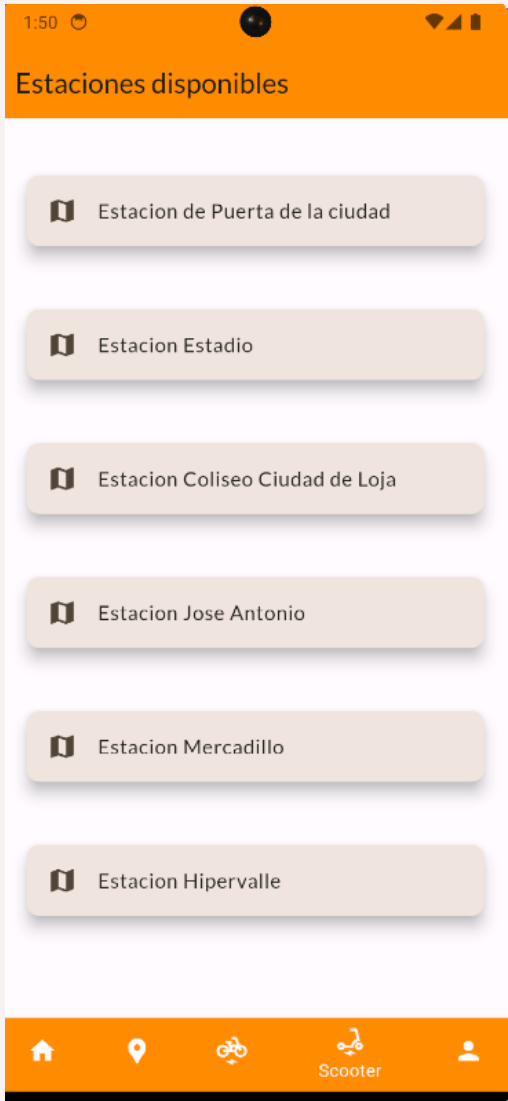 1:50
Estaciones disponibles
Estacion de Puerta de la ciudad
Estacion Estadio
Estacion Coliseo Ciudad de Loja
Estacion Jose Antonio
Estacion Mercadillo
Estacion Hipervalle
Scooter